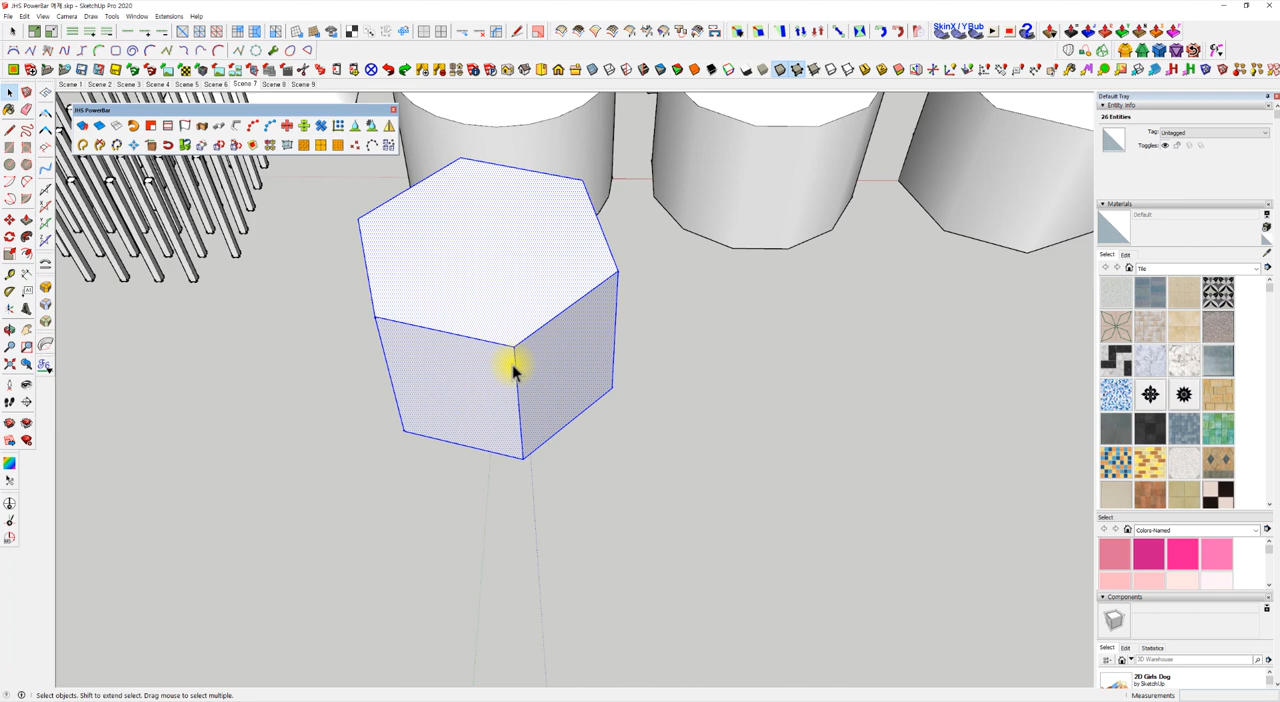 JHS PowerBar 예제.skp - SketchUp Pro 2020
File Edit View Camera Draw Tools Window Extensions Help
SkinX/YBub
Scene 1 Scene 2 Scene 3 Scene 4 Scene 5 Scene 6 Scene 7 Scene 8 Scene 9
JHS PowerBar
Default Tray
Entity Info
26 Entities
Tag: Untagged
Toggles:
Materials
Default
Select Edit
Tile
Select
Colors-Named
Components
Select Edit Statistics
3D Warehouse
2D Girls Dog
by SketchUp
Select objects. Shift to extend select. Drag mouse to select multiple.
Measurements